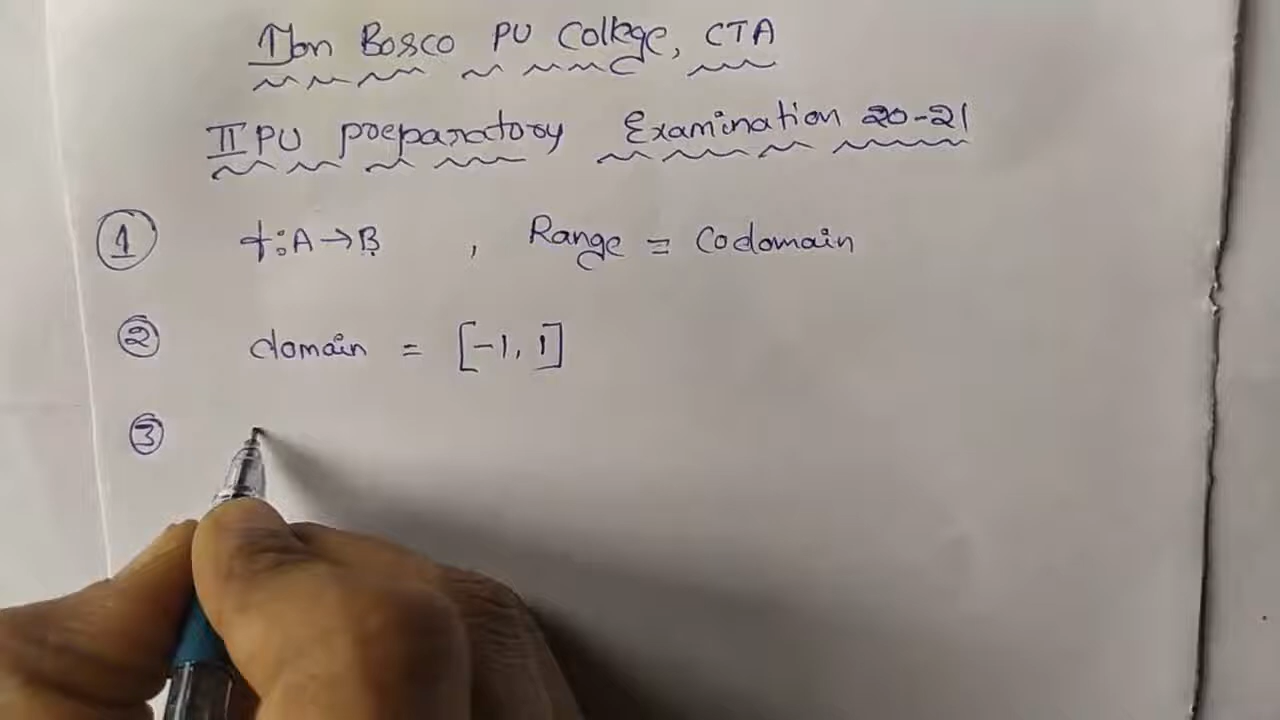 Don Bosco PU College, CTA
II PU preparatory Examination 20-21
1 f: A → B , Range = Codomain
2 domain = [-1, 1]
3